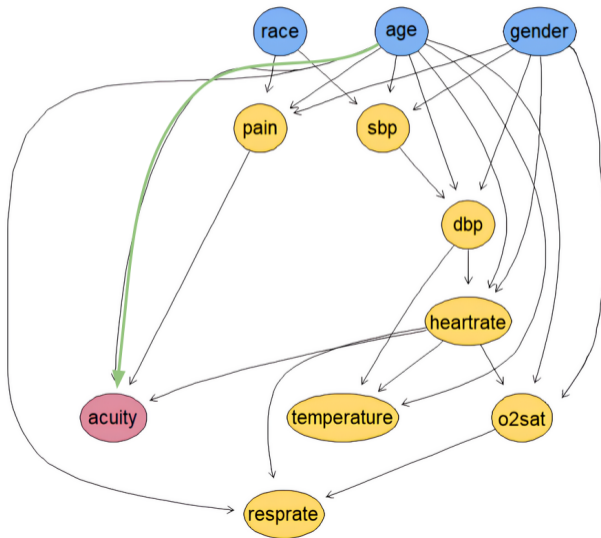 race age gender
pain sbp
dbp
heartrate
acuity temperature o2sat
resprate